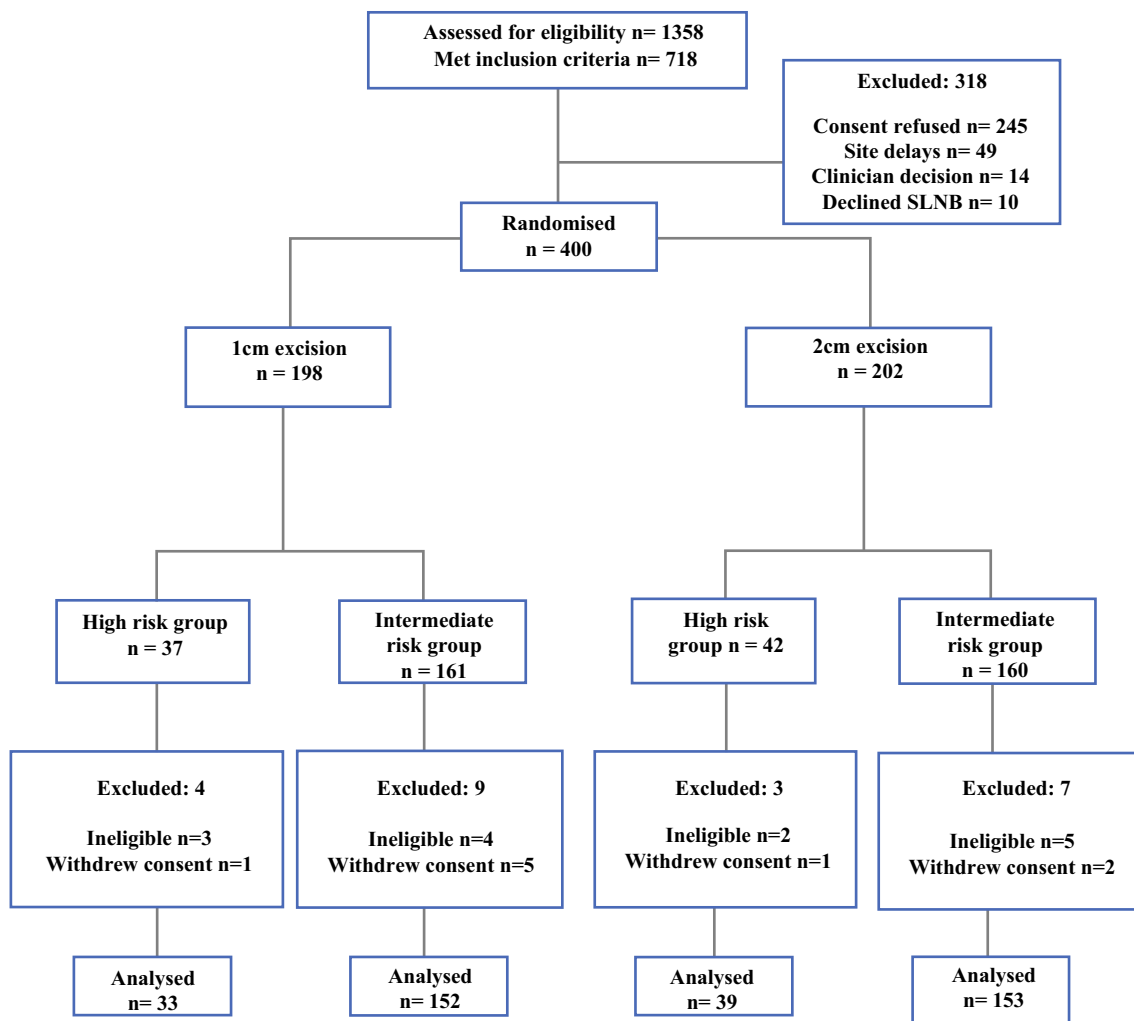 Assessed for eligibility n= 1358
Met inclusion criteria n= 718
Excluded: 318
Consent refused n= 245
Site delays n= 49
Clinician decision n= 14
Declined SLNB n= 10
Randomised
n = 400
1cm excision
n = 198
2cm excision
n = 202
High risk group
n = 37
Intermediate
risk group
n = 161
High risk
group n = 42
Intermediate
risk group
n = 160
Excluded: 4
Ineligible n=3
Withdrew consent n=1
Excluded: 9
Ineligible n=4
Withdrew consent n=5
Excluded: 3
Ineligible n=2
Withdrew consent n=1
Excluded: 7
Ineligible n=5
Withdrew consent n=2
Analysed
n= 33
Analysed
n= 152
Analysed
n= 39
Analysed
n= 153